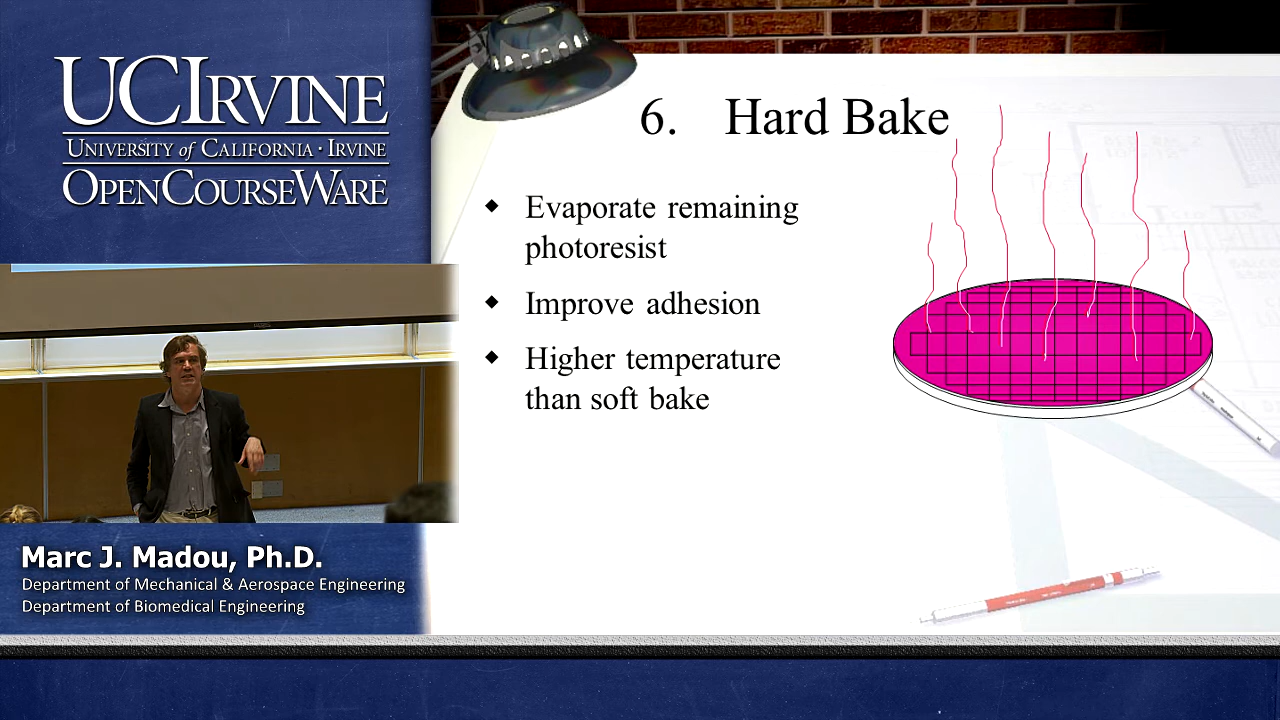 UCIRVINE
UNIVERSITY of CALIFORNIA · IRVINE
OPENCOURSEWARE
6. Hard Bake
◆ Evaporate remaining
photoresist
◆ Improve adhesion
◆ Higher temperature
than soft bake
Marc J. Madou, Ph.D.
Department of Mechanical & Aerospace Engineering
Department of Biomedical Engineering